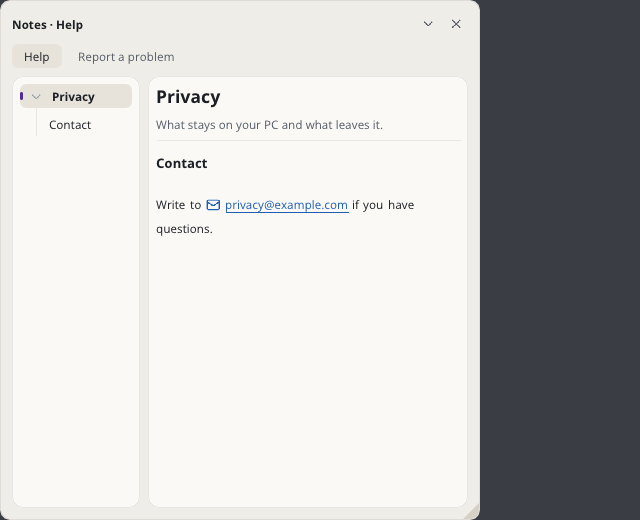 Notes · Help
Help
Report a problem
Privacy
Contact
Privacy
What stays on your PC and what leaves it.
Contact
Write to privacy@example.com if you have
questions.